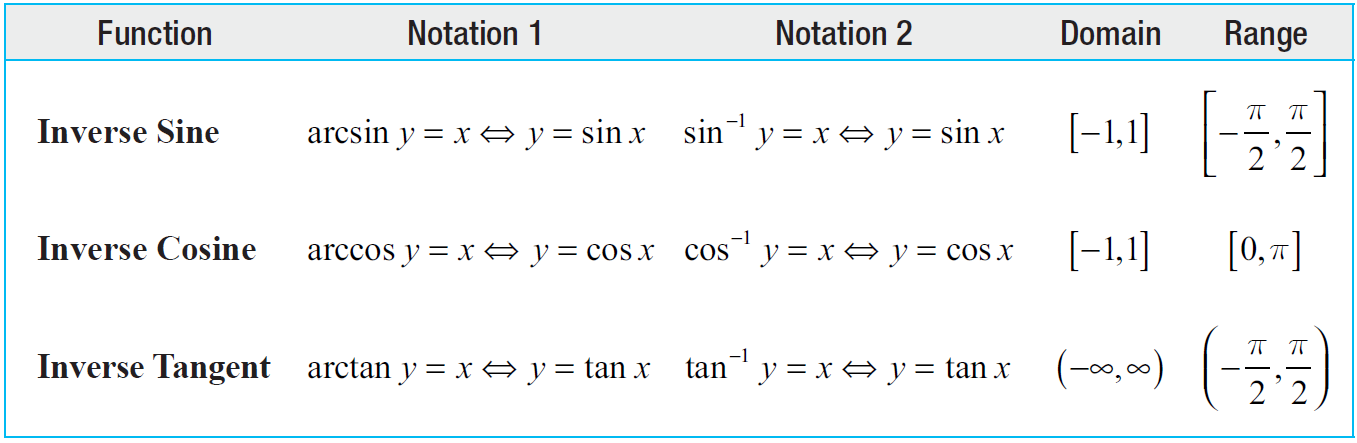 Function Notation 1 Notation 2 Domain Range
Inverse Sine arcsin y = x ⇔ y = sin x sin⁻¹ y = x ⇔ y = sin x [−1,1] [−π/2, π/2]
Inverse Cosine arccos y = x ⇔ y = cos x cos⁻¹ y = x ⇔ y = cos x [−1,1] [0,π]
Inverse Tangent arctan y = x ⇔ y = tan x tan⁻¹ y = x ⇔ y = tan x (−∞,∞) (−π/2, π/2)